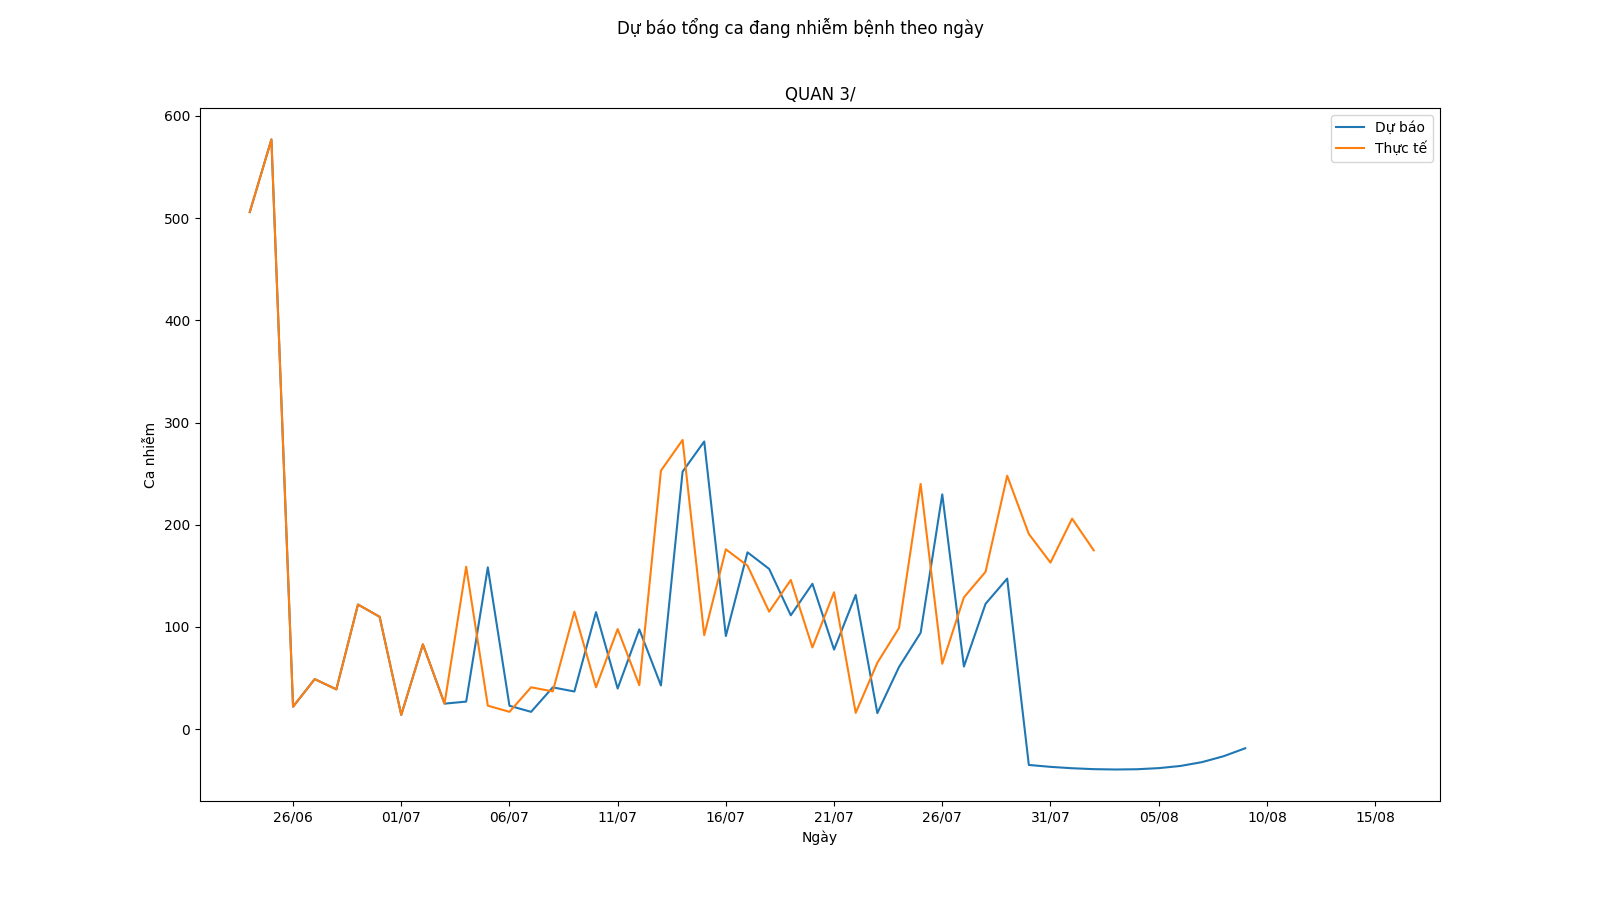 Dự báo tổng ca đang nhiễm bệnh theo ngày
QUAN 3/
600
500
400
300
200
100
0
Ca nhiễm
Dự báo
Thực tế
26/06 01/07 06/07 11/07 16/07 21/07 26/07 31/07 05/08 10/08 15/08
Ngày